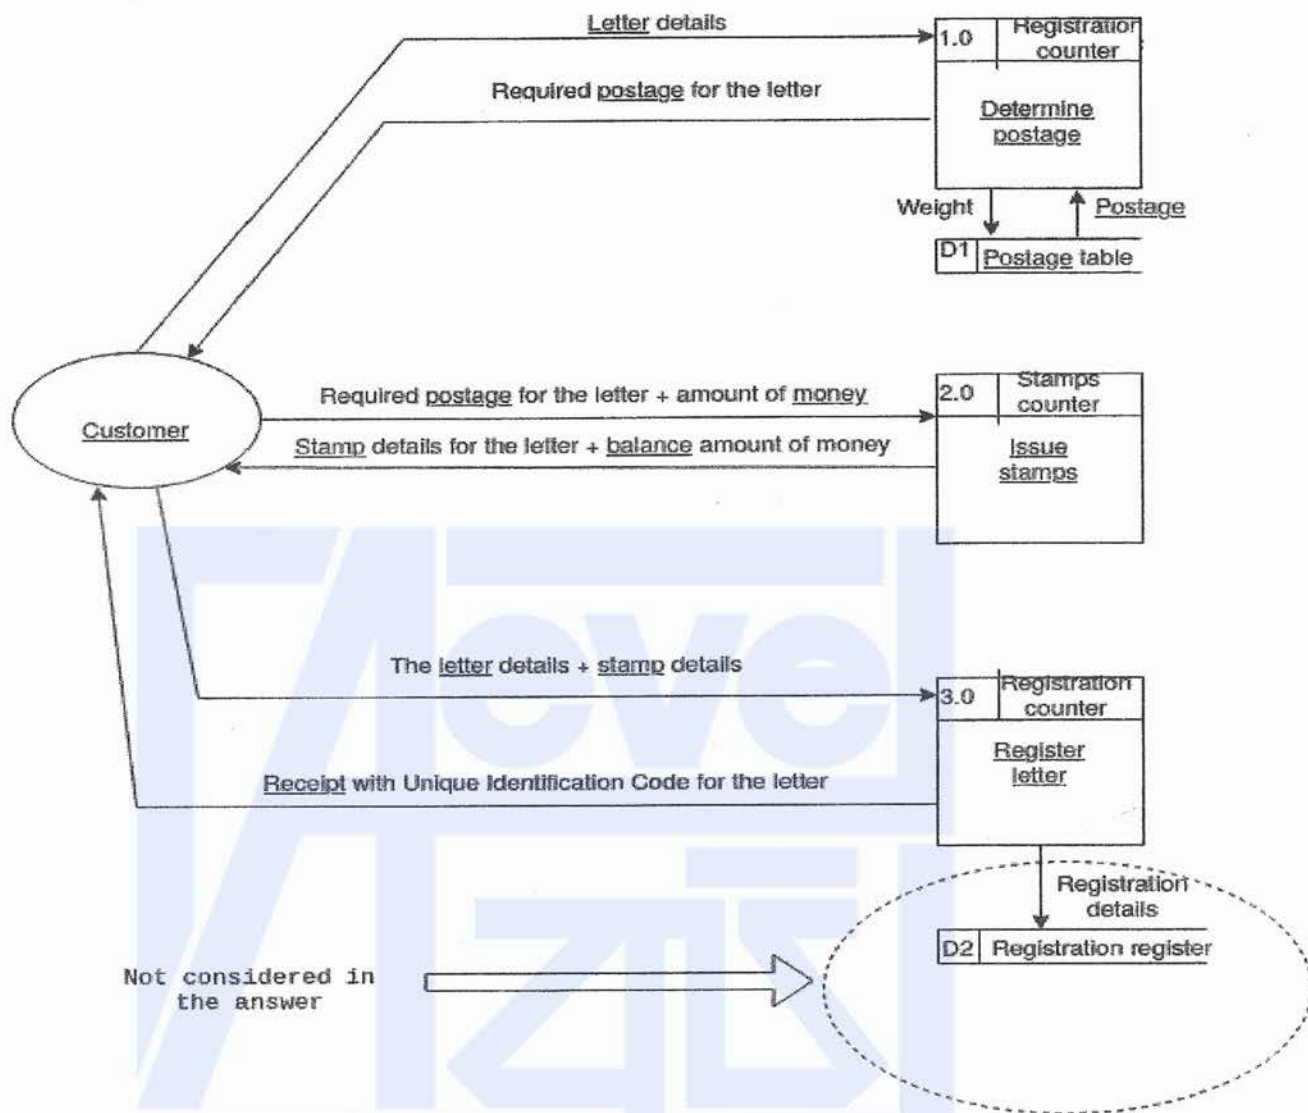 Letter details
1.0
Registration
counter
Required postage for the letter
Determine
postage
Weight
Postage
D1
Postage table
Customer
Required postage for the letter + amount of money
2.0
Stamps
counter
Stamp details for the letter + balance amount of money
Issue
stamps
The letter details + stamp details
3.0
Registration
counter
Receipt with Unique Identification Code for the letter
Register
letter
Registration
details
D2
Registration register
Not considered in
the answer